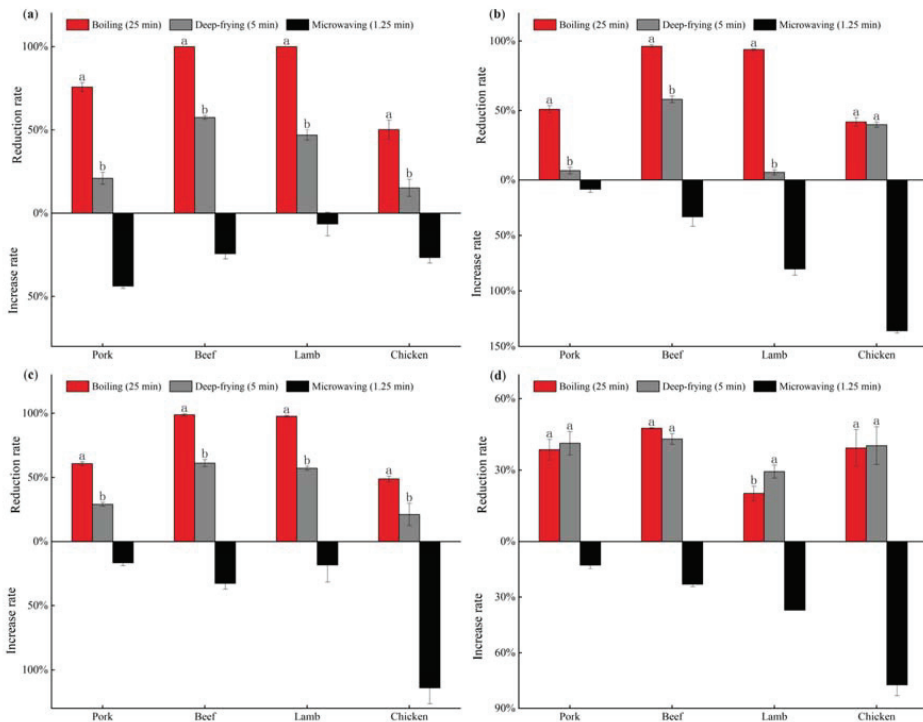 (a)
Boiling (25 min) Deep-frying (5 min) Microwaving (1.25 min)
100%
50%
0%
50%
Reduction rate
Increase rate
a b a b a b a b
Pork Beef Lamb Chicken
(b)
Boiling (25 min) Deep-frying (5 min) Microwaving (1.25 min)
100%
50%
0%
50%
100%
150%
Reduction rate
Increase rate
a b a b a b a a
Pork Beef Lamb Chicken
(c)
Boiling (25 min) Deep-frying (5 min) Microwaving (1.25 min)
100%
50%
0%
50%
100%
Reduction rate
Increase rate
a b a b a b a b
Pork Beef Lamb Chicken
(d)
Boiling (25 min) Deep-frying (5 min) Microwaving (1.25 min)
60%
30%
0%
30%
60%
90%
Reduction rate
Increase rate
a a a a b a a a
Pork Beef Lamb Chicken